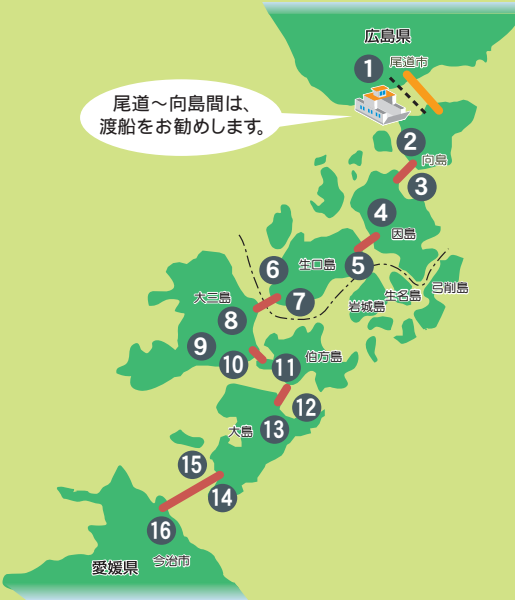 広島県
1
尾道市
尾道～向島間は、
渡船をお勧めします。
2
向島
3
4
因島
5
生口島
6
7
岩城島
生名島
弓削島
大三島
8
9
10
11
伯方島
12
大島
13
15
14
16
今治市
愛媛県